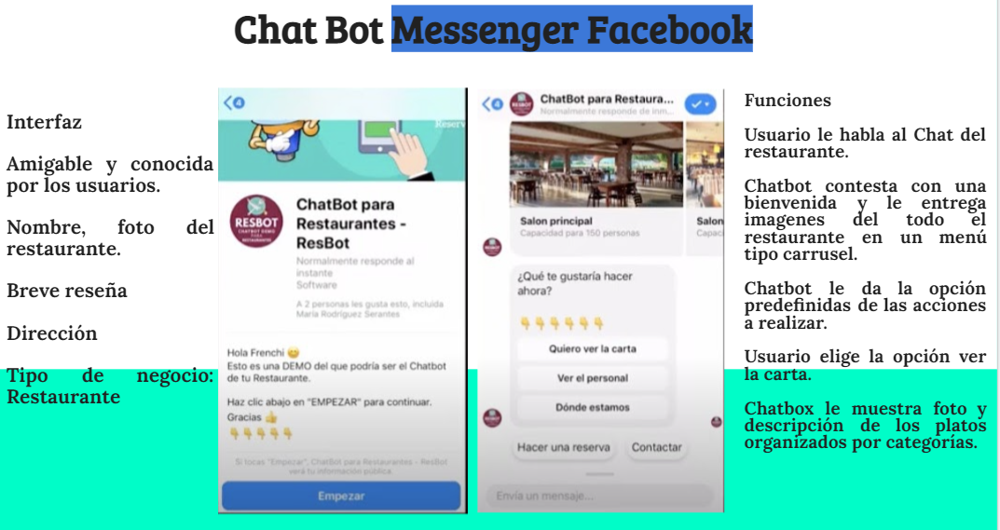 Chat Bot Messenger Facebook
Interfaz
Amigable y conocida
por los usuarios.
Nombre, foto del
restaurante.
Breve reseña
Dirección
Tipo de negocio:
Restaurante
4
Reserv
RESBOT
CHATBOT DEMO
PARA
RESTAURANTES
ChatBot para
Restaurantes -
ResBot
Normalmente responde al
instante
Software
A 2 personas les gusta esto, incluida
María Rodríguez Serantes
Hola Frenchi 😊
Esto es una DEMO del que podría ser el Chatbot
de tu Restaurante.
Haz clic abajo en "EMPEZAR" para continuar.
Gracias 👍
👇👇👇👇👇
Si tocas "Empezar", ChatBot para Restaurantes - ResBot
verá tu información pública.
Empezar
4
RESBOT
ChatBot para Restaura...
Normalmente responde de inm...
Salon principal
Capacidad para 150 personas
Salon
Capac
¿Qué te gustaría hacer
ahora?
👇👇👇👇👇👇
Quiero ver la carta
Ver el personal
Dónde estamos
Hacer una reserva
Contactar
Envía un mensaje...
Funciones
Usuario le habla al Chat del
restaurante.
Chatbot contesta con una
bienvenida y le entrega
imagenes del todo el
restaurante en un menú
tipo carrusel.
Chatbot le da la opción
predefinidas de las acciones
a realizar.
Usuario elige la opción ver
la carta.
Chatbox le muestra foto y
descripción de los platos
organizados por categorías.